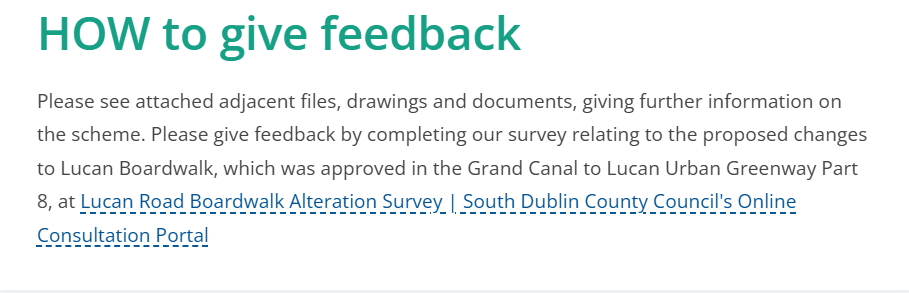 HOW to give feedback
Please see attached adjacent files, drawings and documents, giving further information on
the scheme. Please give feedback by completing our survey relating to the proposed changes
to Lucan Boardwalk, which was approved in the Grand Canal to Lucan Urban Greenway Part
8, at Lucan Road Boardwalk Alteration Survey | South Dublin County Council's Online
Consultation Portal